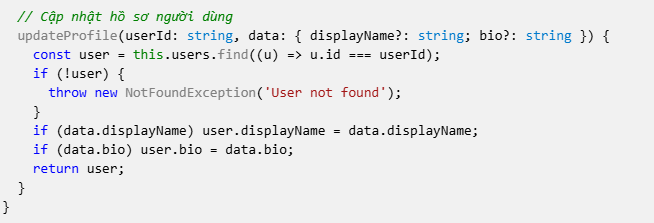 // Cập nhật hồ sơ người dùng
updateProfile(userId: string, data: { displayName?: string; bio?: string }) {
const user = this.users.find((u) => u.id === userId);
if (!user) {
throw new NotFoundException('User not found');
}
if (data.displayName) user.displayName = data.displayName;
if (data.bio) user.bio = data.bio;
return user;
}
}